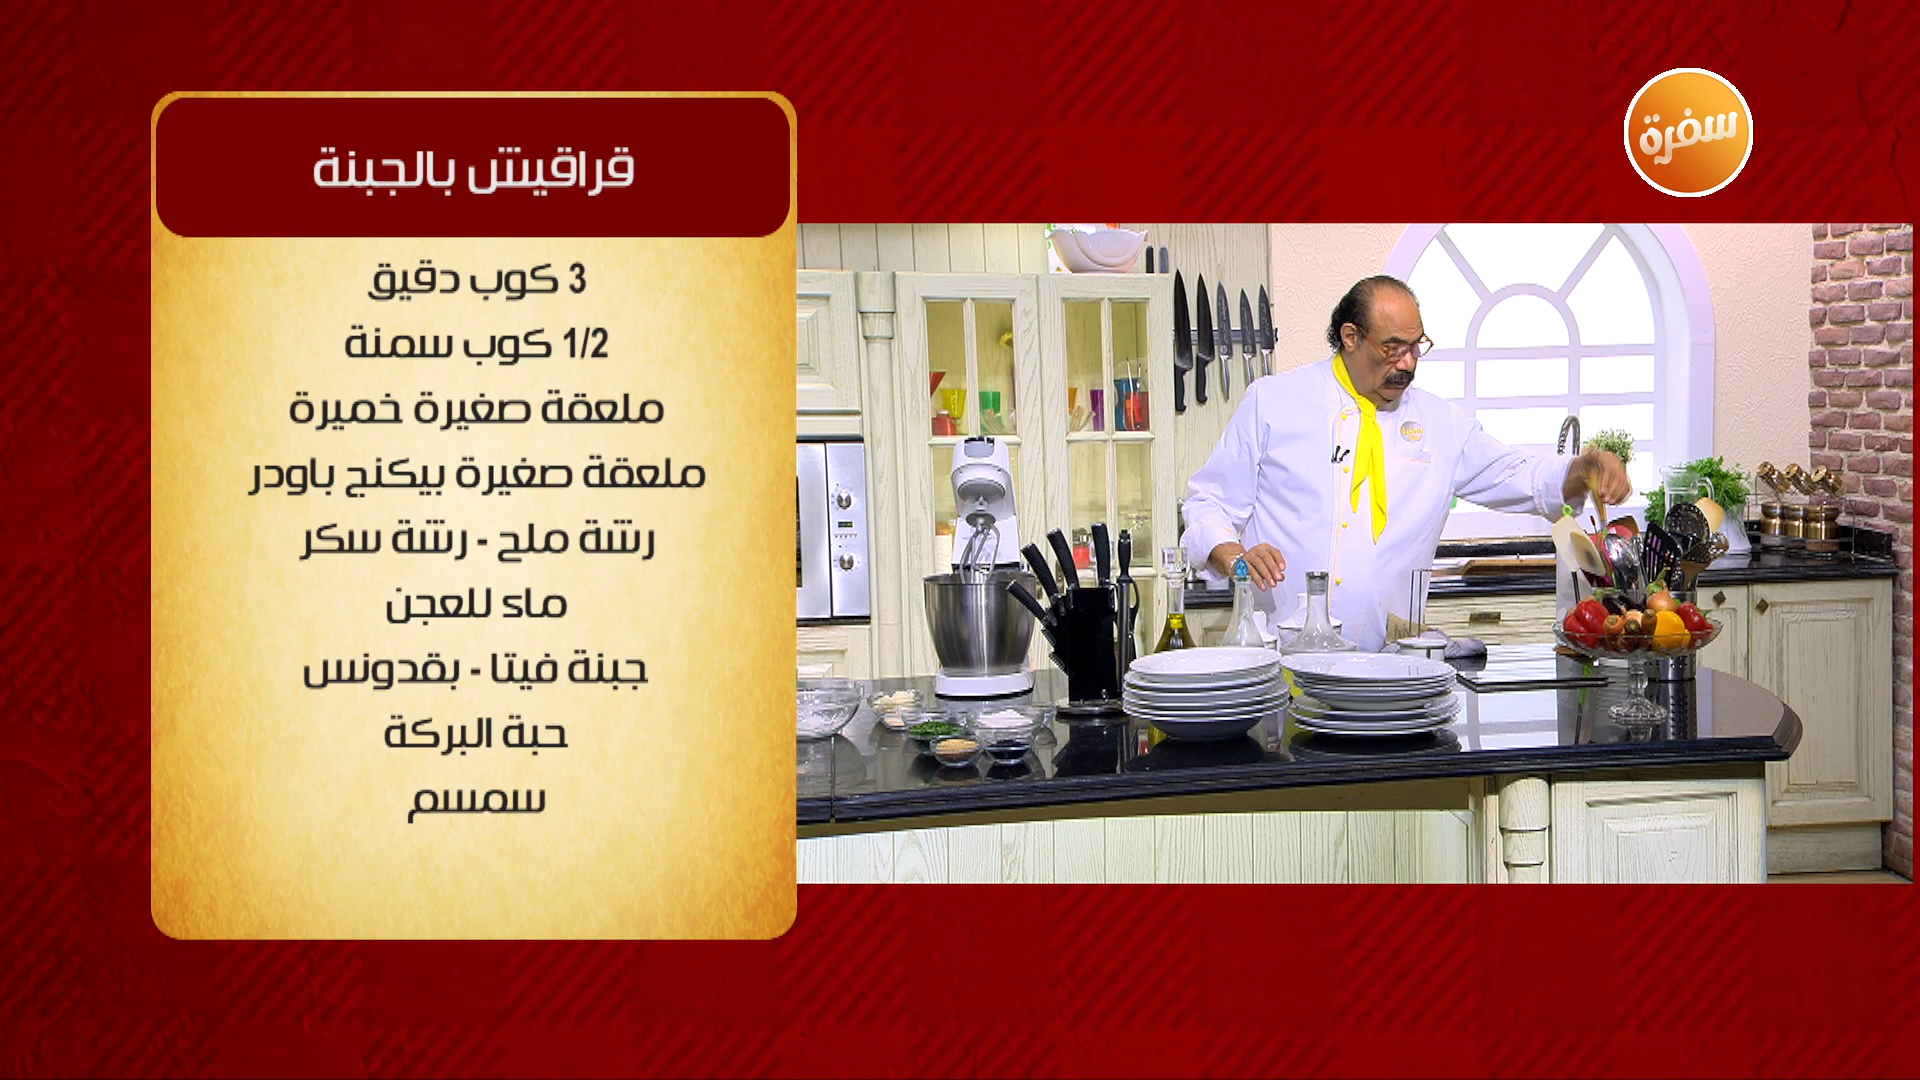 سفرة
قراقيش بالجبنة
3 كوب دقيق
1/2 كوب سمنة
ملعقة صغيرة خميرة
ملعقة صغيرة بيكنج باودر
رشة ملح - رشة سكر
ماء للعجن
جبنة فيتا - بقدونس
حبة البركة
سمسم